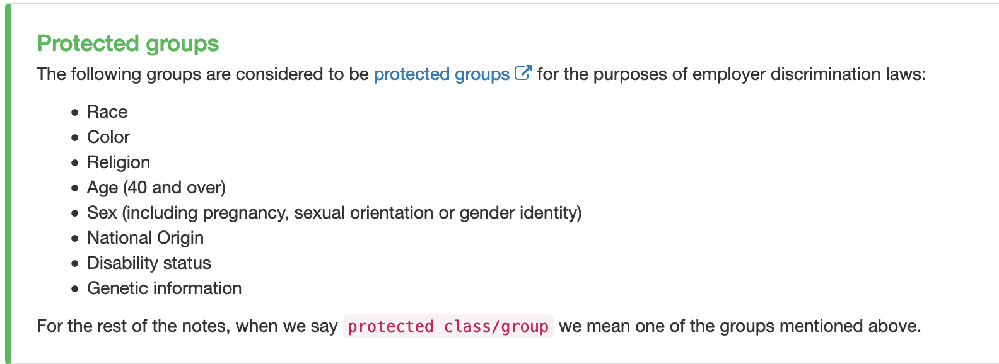 Protected groups
The following groups are considered to be protected groups for the purposes of employer discrimination laws:
• Race
• Color
• Religion
• Age (40 and over)
• Sex (including pregnancy, sexual orientation or gender identity)
• National Origin
• Disability status
• Genetic information
For the rest of the notes, when we say protected class/group we mean one of the groups mentioned above.